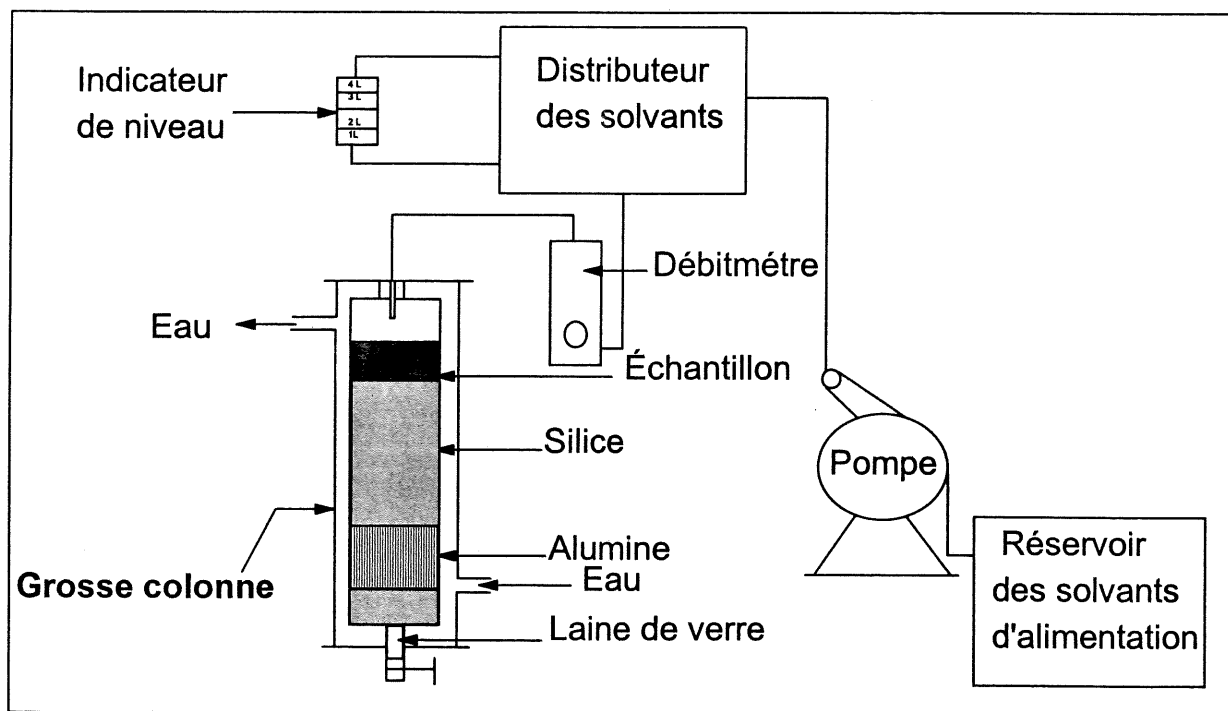 Indicateur
de niveau
4 L
3 L
2 L
1L
Distributeur
des solvants
Débitmétre
Eau
Échantillon
Silice
Pompe
Alumine
Eau
Grosse colonne
Laine de verre
Réservoir
des solvants
d'alimentation